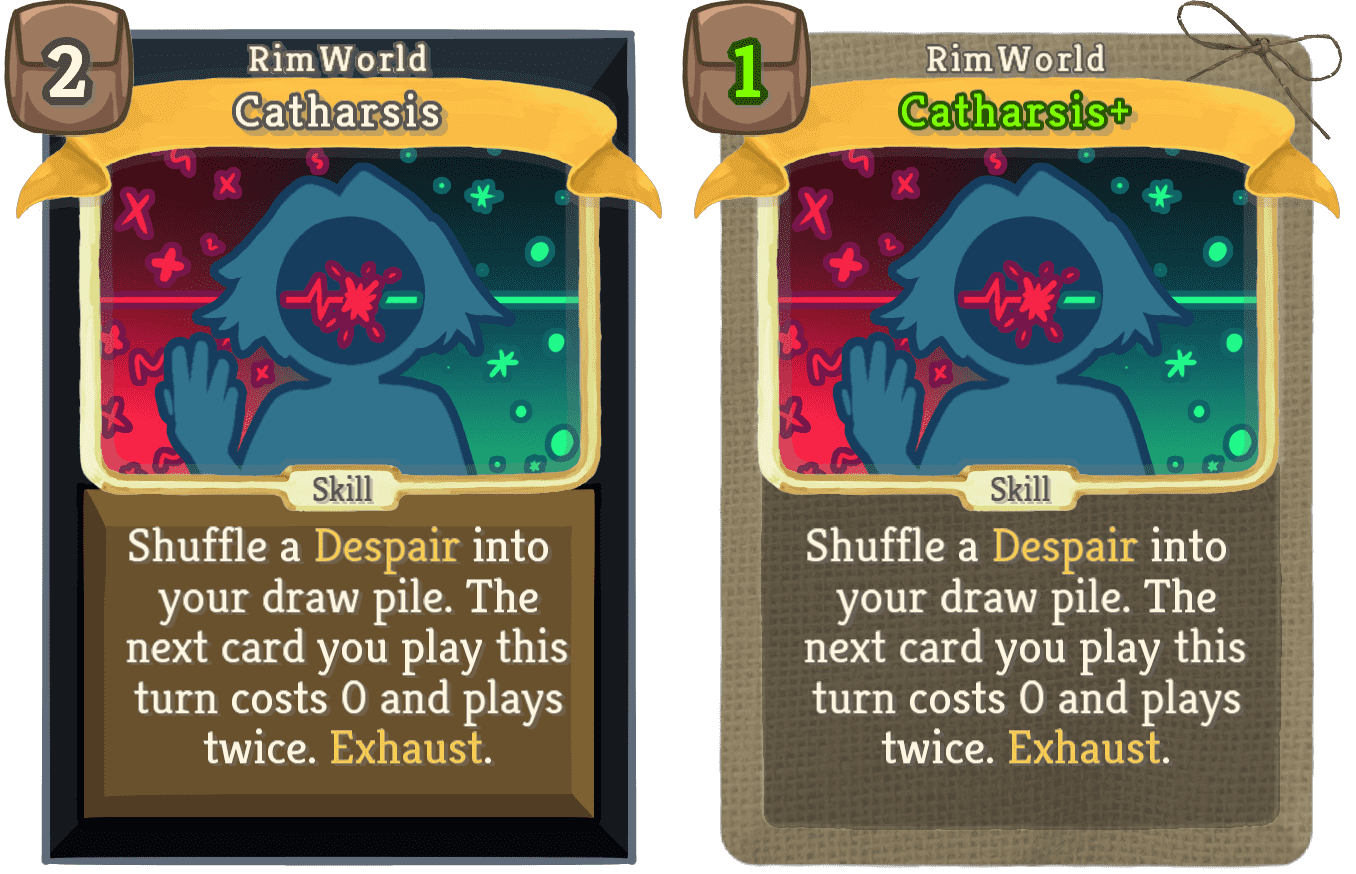 2
RimWorld
Catharsis
Skill
Shuffle a Despair into
your draw pile. The
next card you play this
turn costs 0 and plays
twice. Exhaust.
1
RimWorld
Catharsis+
Skill
Shuffle a Despair into
your draw pile. The
next card you play this
turn costs 0 and plays
twice. Exhaust.